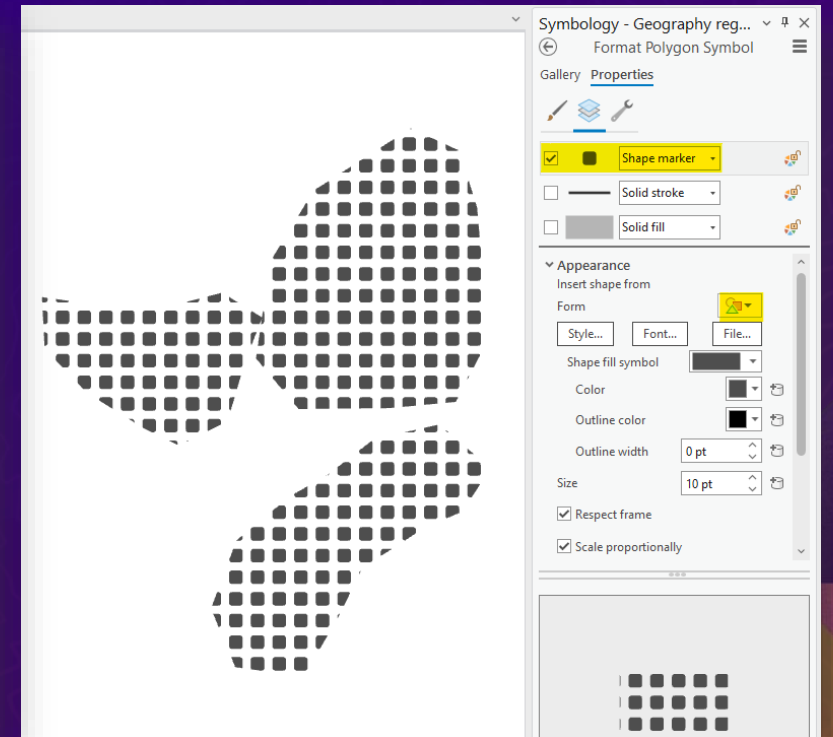 Symbology - Geography reg...
Format Polygon Symbol
Gallery Properties
Shape marker
Solid stroke
Solid fill
Appearance
Insert shape from
Form
Style... Font... File...
Shape fill symbol
Color
Outline color
Outline width 0 pt
Size 10 pt
Respect frame
Scale proportionally